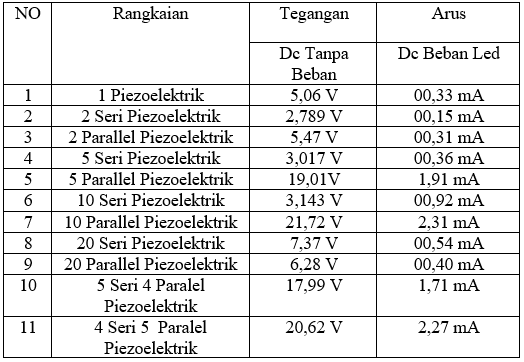 NO Rangkaian Tegangan Arus
Dc Tanpa Beban Dc Beban Led
1 1 Piezoelektrik 5,06 V 00,33 mA
2 2 Seri Piezoelektrik 2,789 V 00,15 mA
3 2 Parallel Piezoelektrik 5,47 V 00,31 mA
4 5 Seri Piezoelektrik 3,017 V 00,36 mA
5 5 Parallel Piezoelektrik 19,01V 1,91 mA
6 10 Seri Piezoelektrik 3,143 V 00,92 mA
7 10 Parallel Piezoelektrik 21,72 V 2,31 mA
8 20 Seri Piezoelektrik 7,37 V 00,54 mA
9 20 Parallel Piezoelektrik 6,28 V 00,40 mA
10 5 Seri 4 Paralel Piezoelektrik 17,99 V 1,71 mA
11 4 Seri 5 Paralel Piezoelektrik 20,62 V 2,27 mA